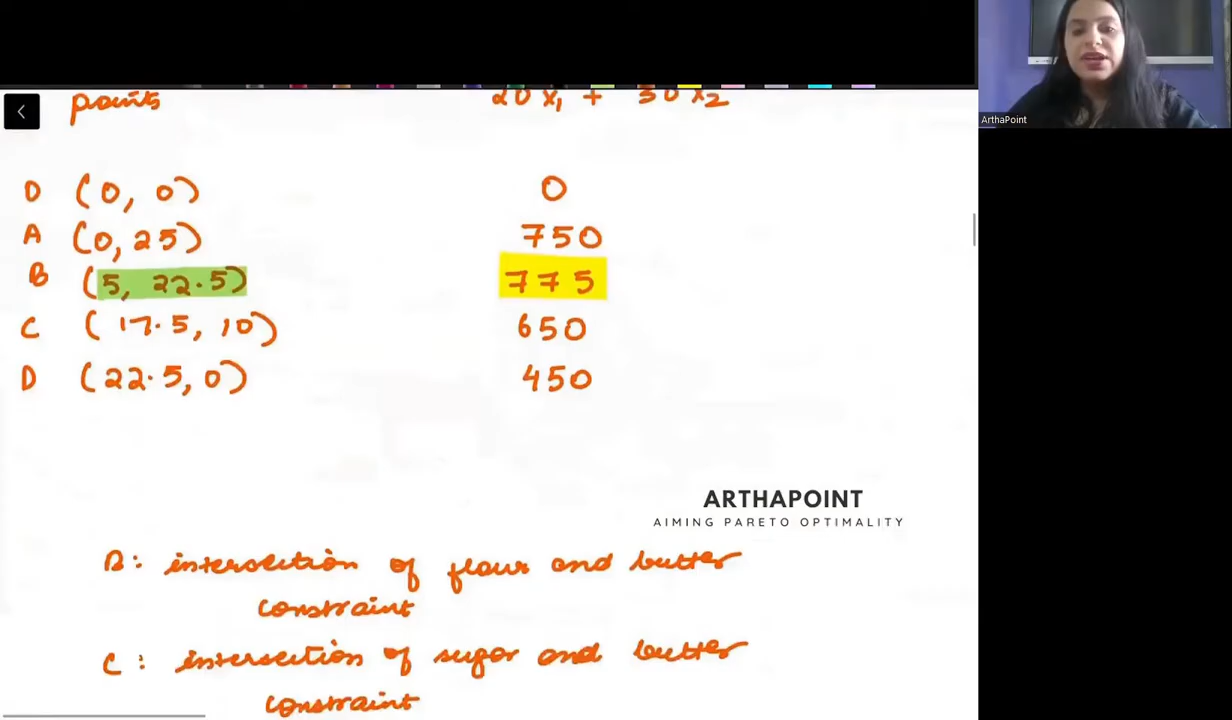 points 20 x₁ + 30 x₂
ArthaPoint
O (0, 0) 0
A (0, 25) 750
B (5, 22.5) 775
C (17.5, 10) 650
D (22.5, 0) 450
ARTHAPOINT
AIMING PARETO OPTIMALITY
B: intersection of flour and butter
constraint
C: intersection of sugar and butter
constraint